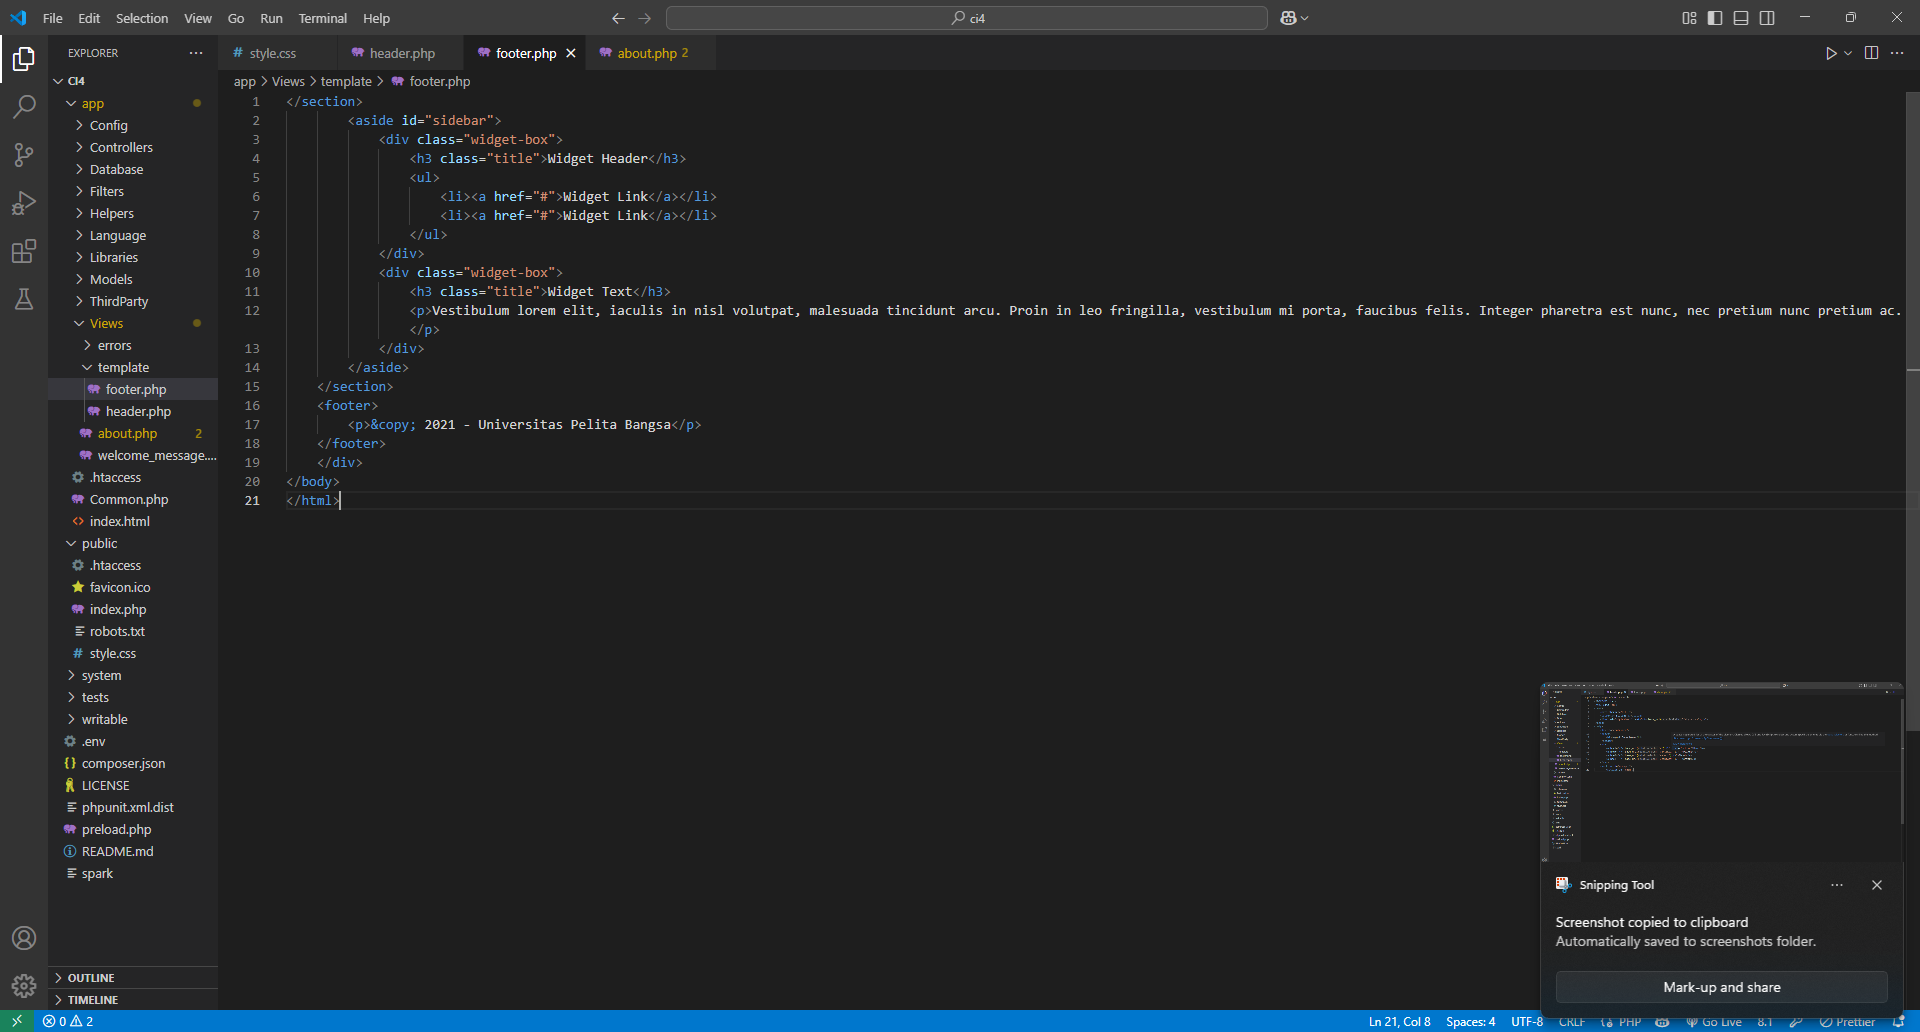 File Edit Selection View Go Run Terminal Help
ci4
EXPLORER
CI4
app
Config
Controllers
Database
Filters
Helpers
Language
Libraries
Models
ThirdParty
Views
errors
template
footer.php
header.php
about.php 2
welcome_message....
.htaccess
Common.php
index.html
public
.htaccess
favicon.ico
index.php
robots.txt
style.css
system
tests
writable
.env
composer.json
LICENSE
phpunit.xml.dist
preload.php
README.md
spark
OUTLINE
TIMELINE
style.css header.php footer.php about.php 2
app > Views > template > footer.php
1 </section>
2 <aside id="sidebar">
3 <div class="widget-box">
4 <h3 class="title">Widget Header</h3>
5 <ul>
6 <li><a href="#">Widget Link</a></li>
7 <li><a href="#">Widget Link</a></li>
8 </ul>
9 </div>
10 <div class="widget-box">
11 <h3 class="title">Widget Text</h3>
12 <p>Vestibulum lorem elit, iaculis in nisl volutpat, malesuada tincidunt arcu. Proin in leo fringilla, vestibulum mi porta, faucibus felis. Integer pharetra est nunc, nec pretium nunc pretium ac.
</p>
13 </div>
14 </aside>
15 </section>
16 <footer>
17 <p>&copy; 2021 - Universitas Pelita Bangsa</p>
18 </footer>
19 </div>
20 </body>
21 </html>
Snipping Tool
Screenshot copied to clipboard
Automatically saved to screenshots folder.
Mark-up and share
0 2
Ln 21, Col 8 Spaces: 4 UTF-8 CRLF PHP Go Live 8.1 Prettier